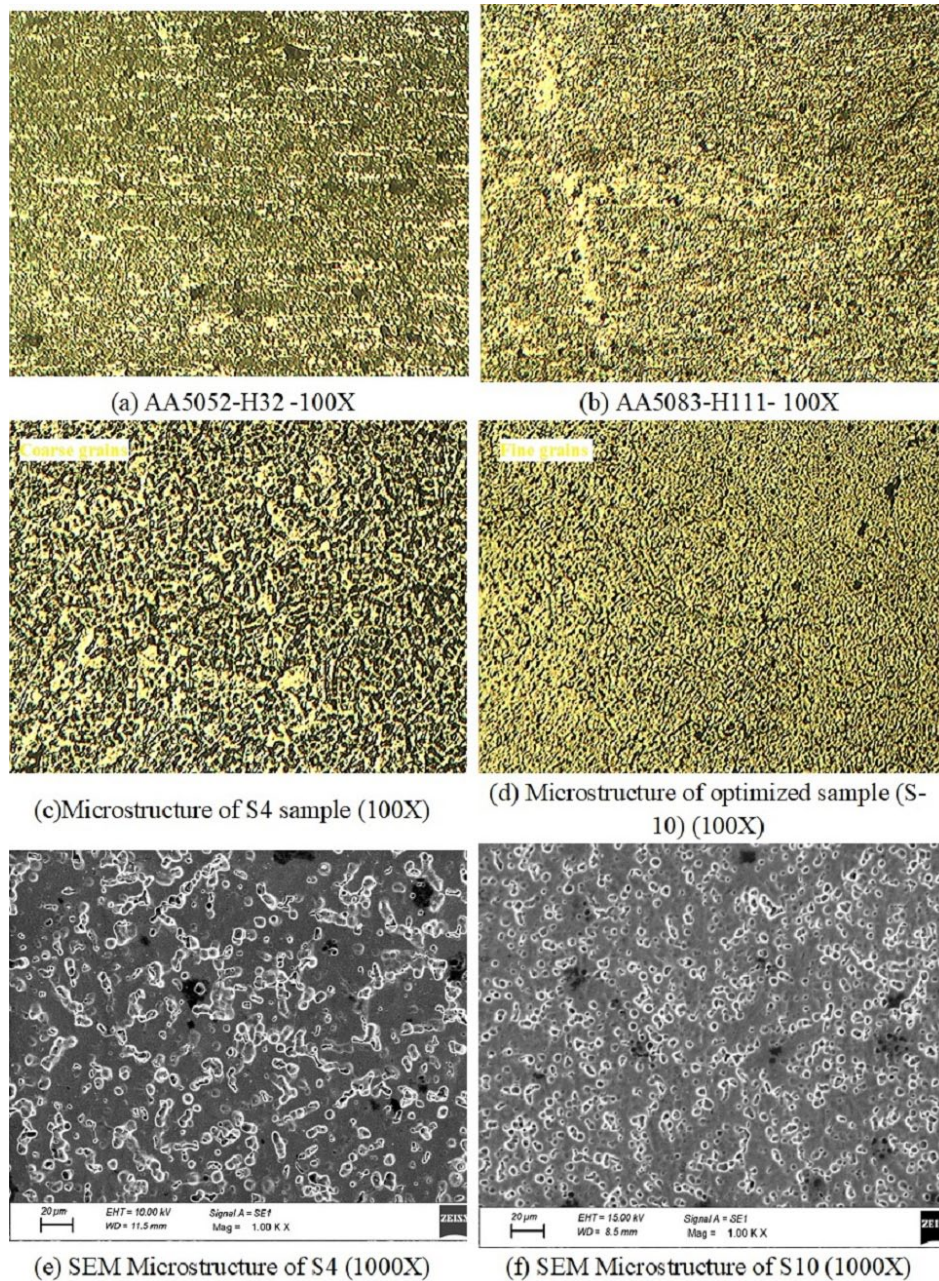 (a) AA5052-H32 -100X
(b) AA5083-H111- 100X
Coarse grains
Fine grains
(c)Microstructure of S4 sample (100X)
(d) Microstructure of optimized sample (S-
10) (100X)
20 µm
EHT = 10.00 kV
WD = 11.5 mm
Signal A = SE1
Mag = 1.00 K X
ZEISS
20 µm
EHT = 15.00 kV
WD = 8.5 mm
Signal A = SE1
Mag = 1.00 K X
(e) SEM Microstructure of S4 (1000X)
(f) SEM Microstructure of S10 (1000X)